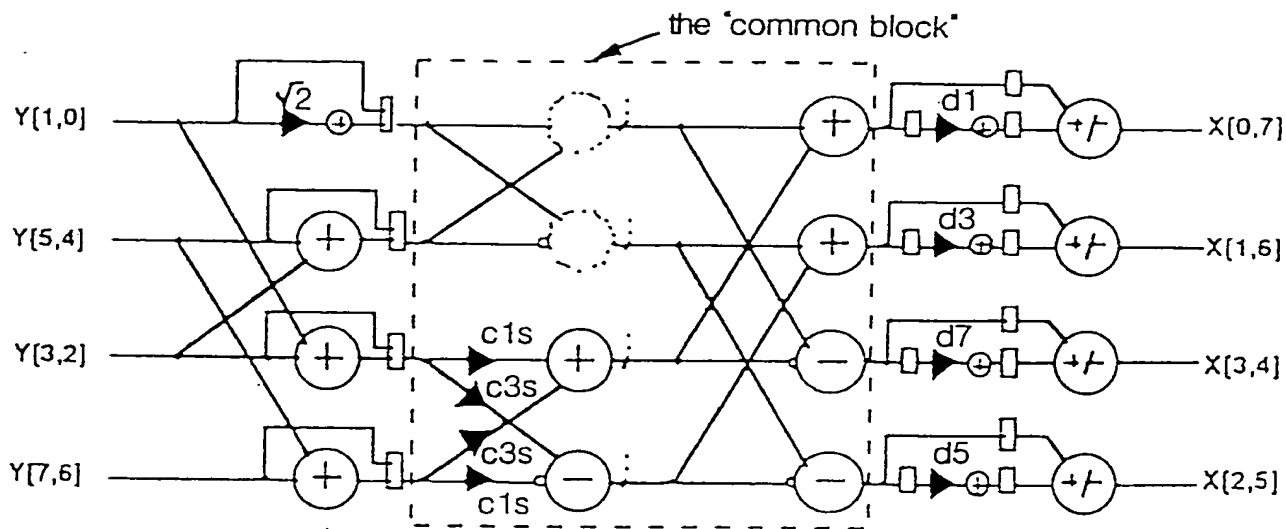 the "common block"
Y[1,0]
√2
+
+
d1
+
+/-
X[0,7]
Y[5,4]
+
+
d3
+
+/-
X[1,6]
Y[3,2]
+
c1s
+
-
d7
+
+/-
X[3,4]
c3s
c3s
Y[7,6]
+
c1s
-
-
d5
+
+/-
X[2,5]